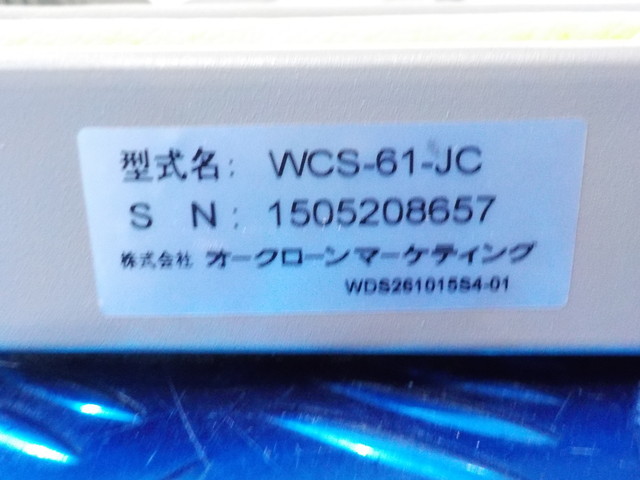 型式名: WCS-61-JC
S N: 1505208657
株式会社 オークローンマーケティング
WDS261015S4-01